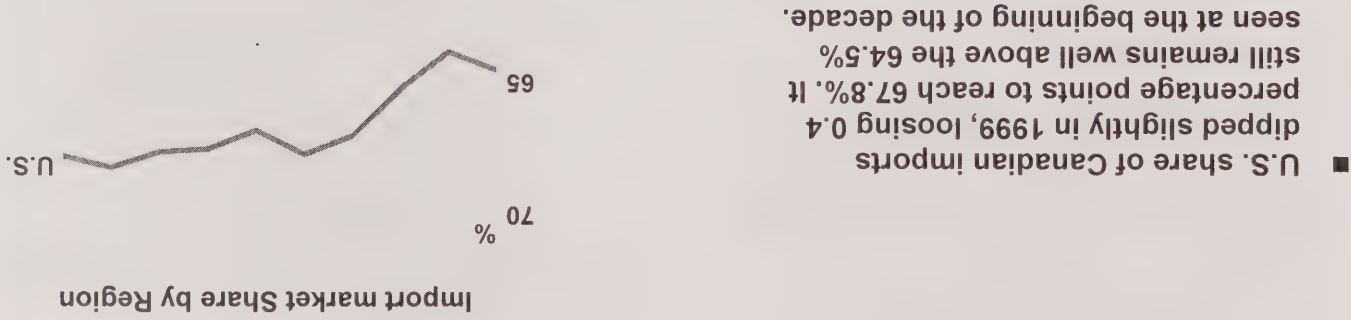 Import market Share by Region
%
70
65
U.S.
■ U.S. share of Canadian imports
dipped slightly in 1999, loosing 0.4
percentage points to reach 67.8%. It
still remains well above the 64.5%
seen at the beginning of the decade.